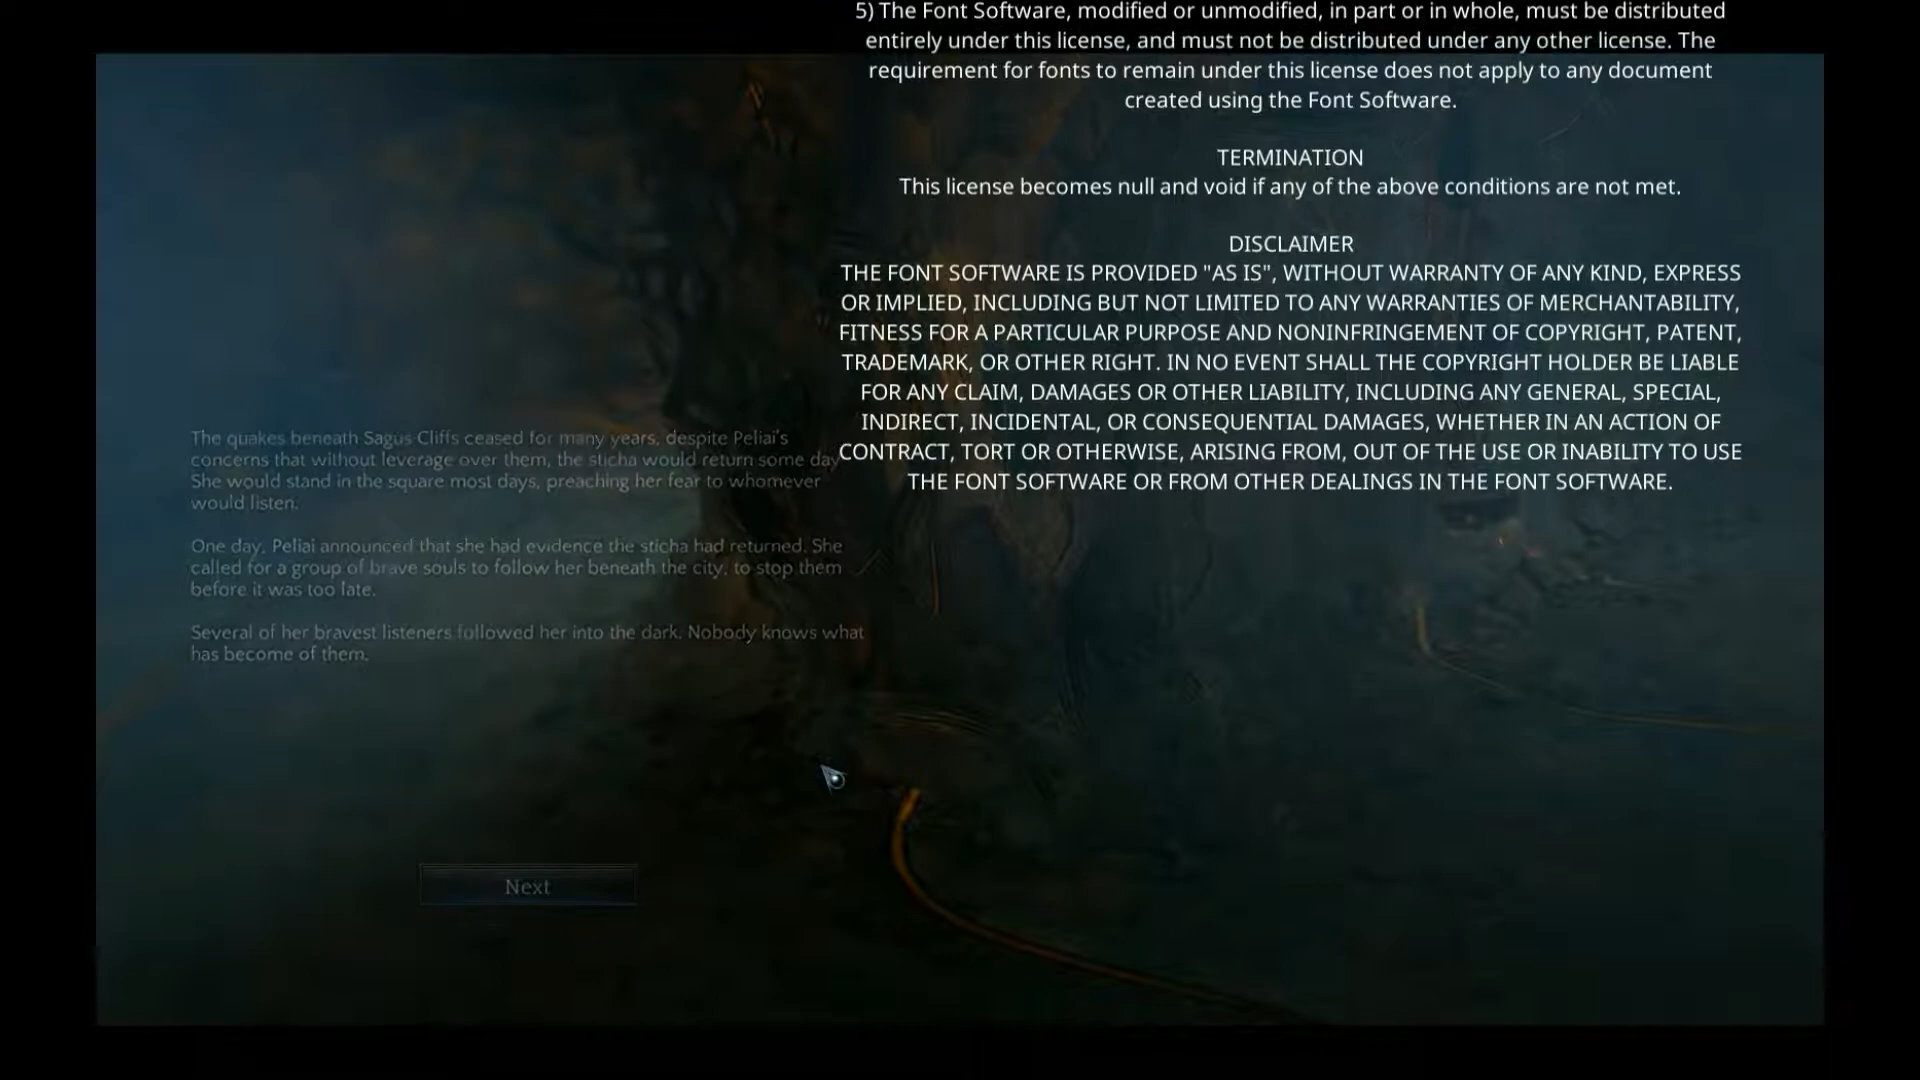 5) The Font Software, modified or unmodified, in part or in whole, must be distributed
entirely under this license, and must not be distributed under any other license. The
requirement for fonts to remain under this license does not apply to any document
created using the Font Software.
TERMINATION
This license becomes null and void if any of the above conditions are not met.
DISCLAIMER
THE FONT SOFTWARE IS PROVIDED "AS IS", WITHOUT WARRANTY OF ANY KIND, EXPRESS
OR IMPLIED, INCLUDING BUT NOT LIMITED TO ANY WARRANTIES OF MERCHANTABILITY,
FITNESS FOR A PARTICULAR PURPOSE AND NONINFRINGEMENT OF COPYRIGHT, PATENT,
TRADEMARK, OR OTHER RIGHT. IN NO EVENT SHALL THE COPYRIGHT HOLDER BE LIABLE
FOR ANY CLAIM, DAMAGES OR OTHER LIABILITY, INCLUDING ANY GENERAL, SPECIAL,
INDIRECT, INCIDENTAL, OR CONSEQUENTIAL DAMAGES, WHETHER IN AN ACTION OF
CONTRACT, TORT OR OTHERWISE, ARISING FROM, OUT OF THE USE OR INABILITY TO USE
THE FONT SOFTWARE OR FROM OTHER DEALINGS IN THE FONT SOFTWARE.
The quakes beneath Sagus Cliffs ceased for many years, despite Peliai's
concerns that without leverage over them, the sticha would return some day
She would stand in the square most days, preaching her fear to whomever
would listen.
One day, Peliai announced that she had evidence the sticha had returned. She
called for a group of brave souls to follow her beneath the city, to stop them
before it was too late.
Several of her bravest listeners followed her into the dark. Nobody knows what
has become of them.
Next